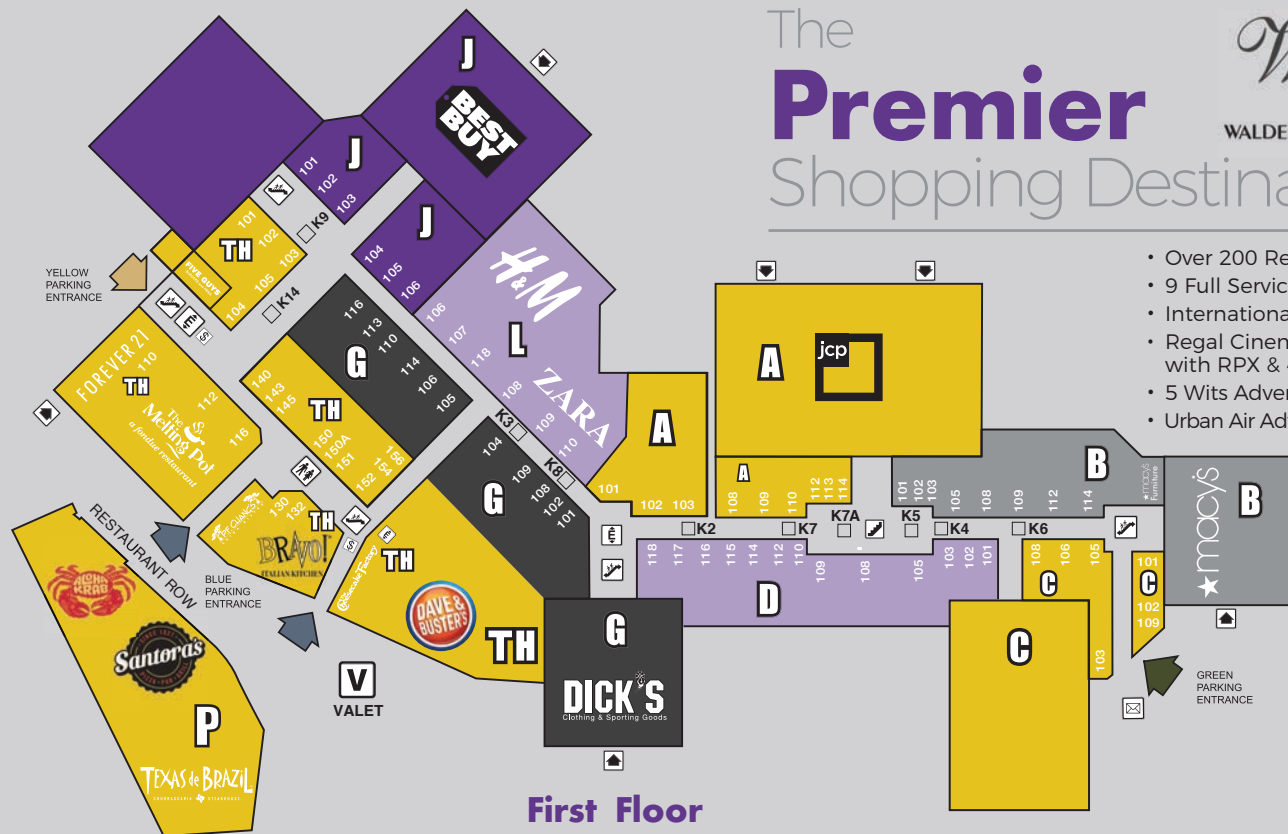 The
Premier
Shopping Destina
WALDE
• Over 200 Re
• 9 Full Servic
• Internationa
• Regal Cinem
with RPX & 
• 5 Wits Adver
• Urban Air Ad
J
BEST
BUY
J
101
102
103
K9
J
104
105
106
TH
101
102
103
105
104
FIVE GUYS
K14
YELLOW
PARKING
ENTRANCE
FOREVER 21
110
TH
112
116
The
Melting Pot
a fondue restaurant
G
116
113
110
114
106
105
140
143
145
TH
150
150A
151
152
154
156
H&M
L
106
107
118
108
109
110
ZARA
K3
K8
G
104
109
108
102
101
A
101
102
103
A
jcp
A
108
109
110
112
113
114
B
101
102
103
105
108
109
112
114
macys
Furniture
B
★macys
K2
K7
K7A
K5
K4
K6
D
118
117
116
115
114
112
110
109
108
105
103
102
101
C
108
106
105
103
C
C
101
102
109
GREEN
PARKING
ENTRANCE
130
132
TH
BRAVO!
ITALIAN KITCHEN
RESTAURANT ROW
BLUE
PARKING
ENTRANCE
Cheesecake Factory
TH
DAVE &
BUSTER'S
TH
G
DICK'S
Clothing & Sporting Goods
V
VALET
ALOHA
KRAB
Santora's
P
TEXAS de BRAZIL
First Floor